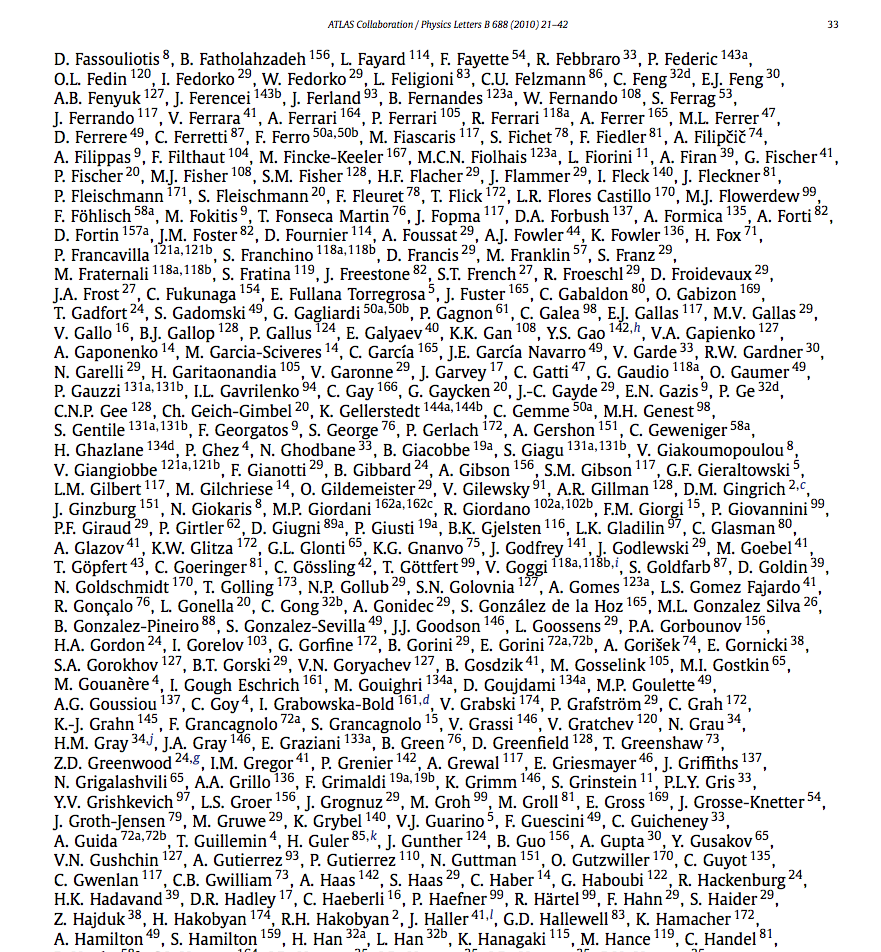 ATLAS Collaboration / Physics Letters B 688 (2010) 21–42 33
D. Fassouliotis 8, B. Fatholahzadeh 156, L. Fayard 114, F. Fayette 54, R. Febbraro 33, P. Federic 143a,
O.L. Fedin 120, I. Fedorko 29, W. Fedorko 29, L. Feligioni 83, C.U. Felzmann 86, C. Feng 32d, E.J. Feng 30,
A.B. Fenyuk 127, J. Ferencei 143b, J. Ferland 93, B. Fernandes 123a, W. Fernando 108, S. Ferrag 53,
J. Ferrando 117, V. Ferrara 41, A. Ferrari 164, P. Ferrari 105, R. Ferrari 118a, A. Ferrer 165, M.L. Ferrer 47,
D. Ferrere 49, C. Ferretti 87, F. Ferro 50a,50b, M. Fiascaris 117, S. Fichet 78, F. Fiedler 81, A. Filipčič 74,
A. Filippas 9, F. Filthaut 104, M. Fincke-Keeler 167, M.C.N. Fiolhais 123a, L. Fiorini 11, A. Firan 39, G. Fischer 41,
P. Fischer 20, M.J. Fisher 108, S.M. Fisher 128, H.F. Flacher 29, J. Flammer 29, I. Fleck 140, J. Fleckner 81,
P. Fleischmann 171, S. Fleischmann 20, F. Fleuret 78, T. Flick 172, L.R. Flores Castillo 170, M.J. Flowerdew 99,
F. Föhlisch 58a, M. Fokitis 9, T. Fonseca Martin 76, J. Fopma 117, D.A. Forbush 137, A. Formica 135, A. Forti 82,
D. Fortin 157a, J.M. Foster 82, D. Fournier 114, A. Foussat 29, A.J. Fowler 44, K. Fowler 136, H. Fox 71,
P. Francavilla 121a,121b, S. Franchino 118a,118b, D. Francis 29, M. Franklin 57, S. Franz 29,
M. Fraternali 118a,118b, S. Fratina 119, J. Freestone 82, S.T. French 27, R. Froeschl 29, D. Froidevaux 29,
J.A. Frost 27, C. Fukunaga 154, E. Fullana Torregrosa 5, J. Fuster 165, C. Gabaldon 80, O. Gabizon 169,
T. Gadfort 24, S. Gadomski 49, G. Gagliardi 50a,50b, P. Gagnon 61, C. Galea 98, E.J. Gallas 117, M.V. Gallas 29,
V. Gallo 16, B.J. Gallop 128, P. Gallus 124, E. Galyaev 40, K.K. Gan 108, Y.S. Gao 142,h, V.A. Gapienko 127,
A. Gaponenko 14, M. Garcia-Sciveres 14, C. García 165, J.E. García Navarro 49, V. Garde 33, R.W. Gardner 30,
N. Garelli 29, H. Garitaonandia 105, V. Garonne 29, J. Garvey 17, C. Gatti 47, G. Gaudio 118a, O. Gaumer 49,
P. Gauzzi 131a,131b, I.L. Gavrilenko 94, C. Gay 166, G. Gaycken 20, J.-C. Gayde 29, E.N. Gazis 9, P. Ge 32d,
C.N.P. Gee 128, Ch. Geich-Gimbel 20, K. Gellerstedt 144a,144b, C. Gemme 50a, M.H. Genest 98,
S. Gentile 131a,131b, F. Georgatos 9, S. George 76, P. Gerlach 172, A. Gershon 151, C. Geweniger 58a,
H. Ghazlane 134d, P. Ghez 4, N. Ghodbane 33, B. Giacobbe 19a, S. Giagu 131a,131b, V. Giakoumopoulou 8,
V. Giangiobbe 121a,121b, F. Gianotti 29, B. Gibbard 24, A. Gibson 156, S.M. Gibson 117, G.F. Gieraltowski 5,
L.M. Gilbert 117, M. Gilchriese 14, O. Gildemeister 29, V. Gilewsky 91, A.R. Gillman 128, D.M. Gingrich 2,c,
J. Ginzburg 151, N. Giokaris 8, M.P. Giordani 162a,162c, R. Giordano 102a,102b, F.M. Giorgi 15, P. Giovannini 99,
P.F. Giraud 29, P. Girtler 62, D. Giugni 89a, P. Giusti 19a, B.K. Gjelsten 116, L.K. Gladilin 97, C. Glasman 80,
A. Glazov 41, K.W. Glitza 172, G.L. Glonti 65, K.G. Gnanvo 75, J. Godfrey 141, J. Godlewski 29, M. Goebel 41,
T. Göpfert 43, C. Goeringer 81, C. Gössling 42, T. Göttfert 99, V. Goggi 118a,118b,i, S. Goldfarb 87, D. Goldin 39,
N. Goldschmidt 170, T. Golling 173, N.P. Gollub 29, S.N. Golovnia 127, A. Gomes 123a, L.S. Gomez Fajardo 41,
R. Gonçalo 76, L. Gonella 20, C. Gong 32b, A. Gonidec 29, S. González de la Hoz 165, M.L. Gonzalez Silva 26,
B. Gonzalez-Pineiro 88, S. Gonzalez-Sevilla 49, J.J. Goodson 146, L. Goossens 29, P.A. Gorbounov 156,
H.A. Gordon 24, I. Gorelov 103, G. Gorfine 172, B. Gorini 29, E. Gorini 72a,72b, A. Gorišek 74, E. Gornicki 38,
S.A. Gorokhov 127, B.T. Gorski 29, V.N. Goryachev 127, B. Gosdzik 41, M. Gosselink 105, M.I. Gostkin 65,
M. Gouanère 4, I. Gough Eschrich 161, M. Gouighri 134a, D. Goujdami 134a, M.P. Goulette 49,
A.G. Goussiou 137, C. Goy 4, I. Grabowska-Bold 161,d, V. Grabski 174, P. Grafström 29, C. Grah 172,
K.-J. Grahn 145, F. Grancagnolo 72a, S. Grancagnolo 15, V. Grassi 146, V. Gratchev 120, N. Grau 34,
H.M. Gray 34,j, J.A. Gray 146, E. Graziani 133a, B. Green 76, D. Greenfield 128, T. Greenshaw 73,
Z.D. Greenwood 24,g, I.M. Gregor 41, P. Grenier 142, A. Grewal 117, E. Griesmayer 46, J. Griffiths 137,
N. Grigalashvili 65, A.A. Grillo 136, F. Grimaldi 19a,19b, K. Grimm 146, S. Grinstein 11, P.L.Y. Gris 33,
Y.V. Grishkevich 97, L.S. Groer 156, J. Grognuz 29, M. Groh 99, M. Groll 81, E. Gross 169, J. Grosse-Knetter 54,
J. Groth-Jensen 79, M. Gruwe 29, K. Grybel 140, V.J. Guarino 5, F. Guescini 49, C. Guicheney 33,
A. Guida 72a,72b, T. Guillemin 4, H. Guler 85,k, J. Gunther 124, B. Guo 156, A. Gupta 30, Y. Gusakov 65,
V.N. Gushchin 127, A. Gutierrez 93, P. Gutierrez 110, N. Guttman 151, O. Gutzwiller 170, C. Guyot 135,
C. Gwenlan 117, C.B. Gwilliam 73, A. Haas 142, S. Haas 29, C. Haber 14, G. Haboubi 122, R. Hackenburg 24,
H.K. Hadavand 39, D.R. Hadley 17, C. Haeberli 16, P. Haefner 99, R. Härtel 99, F. Hahn 29, S. Haider 29,
Z. Hajduk 38, H. Hakobyan 174, R.H. Hakobyan 2, J. Haller 41,l, G.D. Hallewell 83, K. Hamacher 172,
A. Hamilton 49, S. Hamilton 159, H. Han 32a, L. Han 32b, K. Hanagaki 115, M. Hance 119, C. Handel 81,